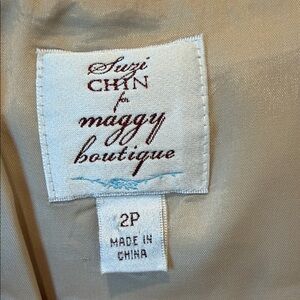 Suzi
CHIN
for
maggy
boutique
2P
MADE IN
CHINA